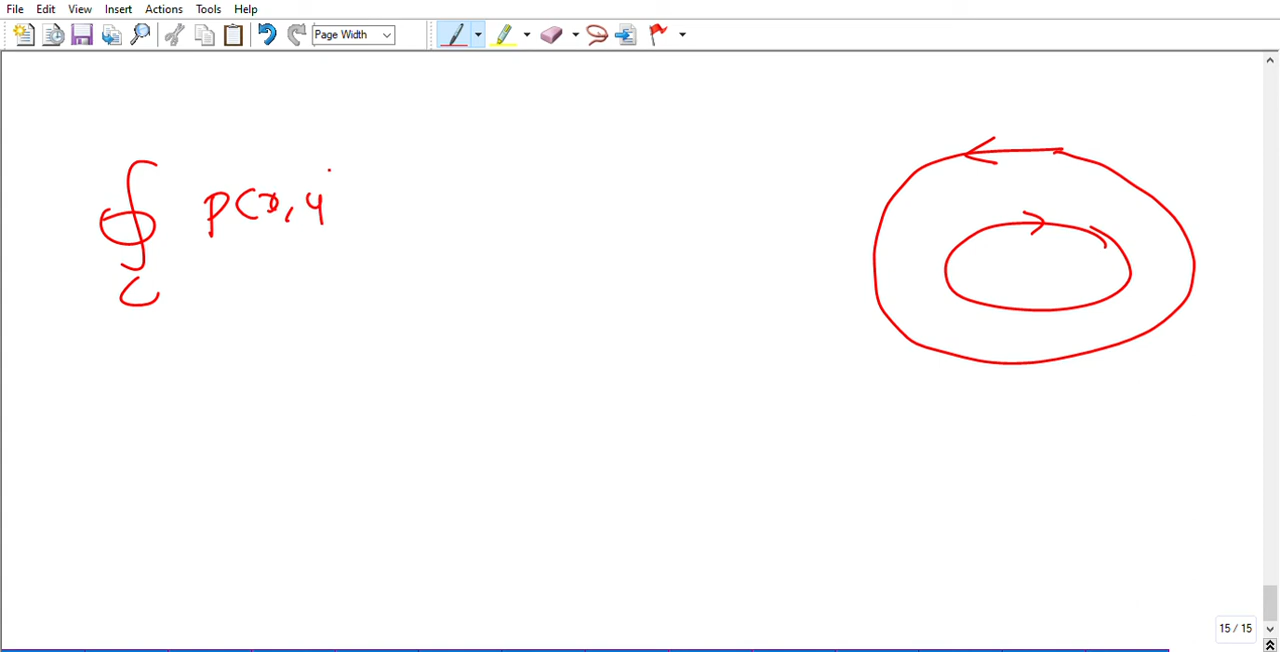 File Edit View Insert Actions Tools Help
Page Width
∮ P(x, y
C
15 / 15